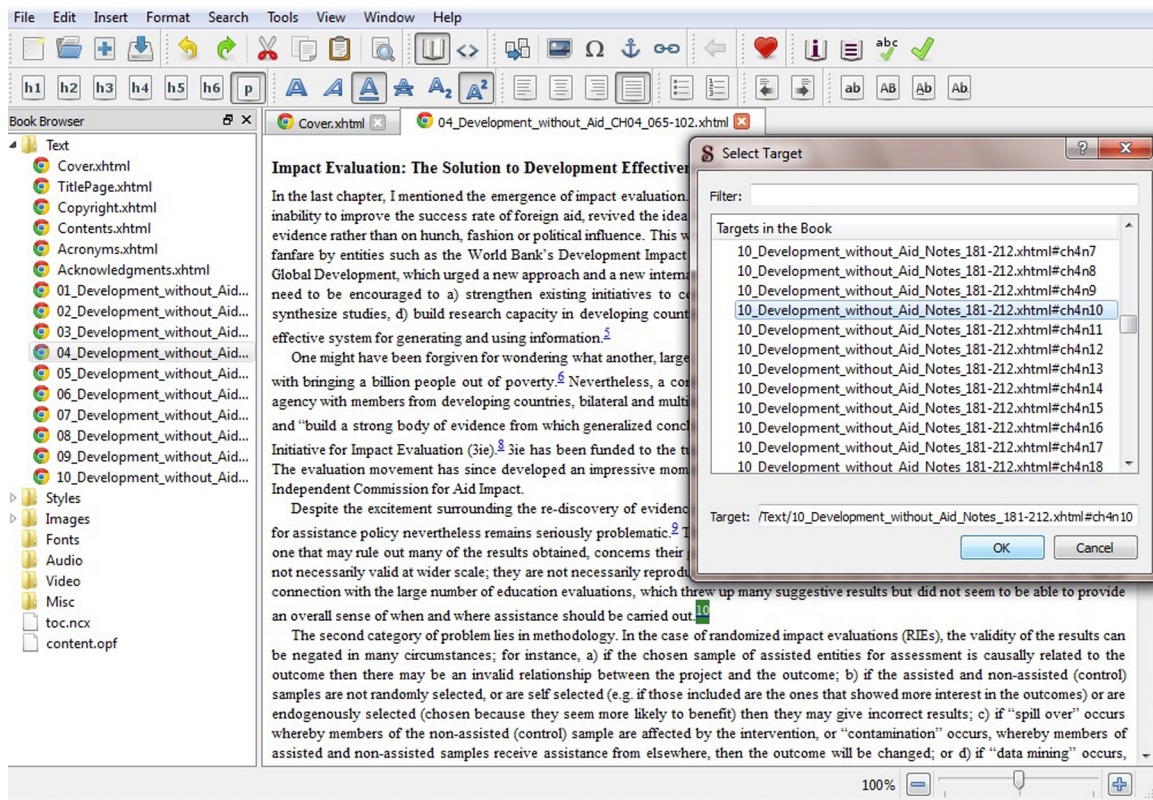 File Edit Insert Format Search Tools View Window Help
abc
h1 h2 h3 h4 h5 h6 p A A A A A₂ A² ab AB Ab Ab
Book Browser
Cover.xhtml
04_Development_without_Aid_CH04_065-102.xhtml
Text
Cover.xhtml
TitlePage.xhtml
Copyright.xhtml
Contents.xhtml
Acronyms.xhtml
Acknowledgments.xhtml
01_Development_without_Aid...
02_Development_without_Aid...
03_Development_without_Aid...
04_Development_without_Aid...
05_Development_without_Aid...
06_Development_without_Aid...
07_Development_without_Aid...
08_Development_without_Aid...
09_Development_without_Aid...
10_Development_without_Aid...
Styles
Images
Fonts
Audio
Video
Misc
toc.ncx
content.opf
Impact Evaluation: The Solution to Development Effective
In the last chapter, I mentioned the emergence of impact evaluation.
inability to improve the success rate of foreign aid, revived the idea
evidence rather than on hunch, fashion or political influence. This w
fanfare by entities such as the World Bank's Development Impact
Global Development, which urged a new approach and a new interna
need to be encouraged to a) strengthen existing initiatives to co
synthesize studies, d) build research capacity in developing count
effective system for generating and using information.5
One might have been forgiven for wondering what another, large
with bringing a billion people out of poverty.6 Nevertheless, a con
agency with members from developing countries, bilateral and multi
and “build a strong body of evidence from which generalized concl
Initiative for Impact Evaluation (3ie).8 3ie has been funded to the tu
The evaluation movement has since developed an impressive mom
Independent Commission for Aid Impact.
Despite the excitement surrounding the re-discovery of evidenc
for assistance policy nevertheless remains seriously problematic.9 T
one that may rule out many of the results obtained, concerns their
not necessarily valid at wider scale; they are not necessarily reprodu
connection with the large number of education evaluations, which threw up many suggestive results but did not seem to be able to provide
an overall sense of when and where assistance should be carried out.10
The second category of problem lies in methodology. In the case of randomized impact evaluations (RIEs), the validity of the results can
be negated in many circumstances; for instance, a) if the chosen sample of assisted entities for assessment is causally related to the
outcome then there may be an invalid relationship between the project and the outcome; b) if the assisted and non-assisted (control)
samples are not randomly selected, or are self selected (e.g. if those included are the ones that showed more interest in the outcomes) or are
endogenously selected (chosen because they seem more likely to benefit) then they may give incorrect results; c) if “spill over” occurs
whereby members of the non-assisted (control) sample are affected by the intervention, or “contamination” occurs, whereby members of
assisted and non-assisted samples receive assistance from elsewhere, then the outcome will be changed; or d) if “data mining” occurs,
Select Target
Filter:
Targets in the Book
10_Development_without_Aid_Notes_181-212.xhtml#ch4n7
10_Development_without_Aid_Notes_181-212.xhtml#ch4n8
10_Development_without_Aid_Notes_181-212.xhtml#ch4n9
10_Development_without_Aid_Notes_181-212.xhtml#ch4n10
10_Development_without_Aid_Notes_181-212.xhtml#ch4n11
10_Development_without_Aid_Notes_181-212.xhtml#ch4n12
10_Development_without_Aid_Notes_181-212.xhtml#ch4n13
10_Development_without_Aid_Notes_181-212.xhtml#ch4n14
10_Development_without_Aid_Notes_181-212.xhtml#ch4n15
10_Development_without_Aid_Notes_181-212.xhtml#ch4n16
10_Development_without_Aid_Notes_181-212.xhtml#ch4n17
10_Development_without_Aid_Notes_181-212.xhtml#ch4n18
Target: /Text/10_Development_without_Aid_Notes_181-212.xhtml#ch4n10
OK Cancel
100%